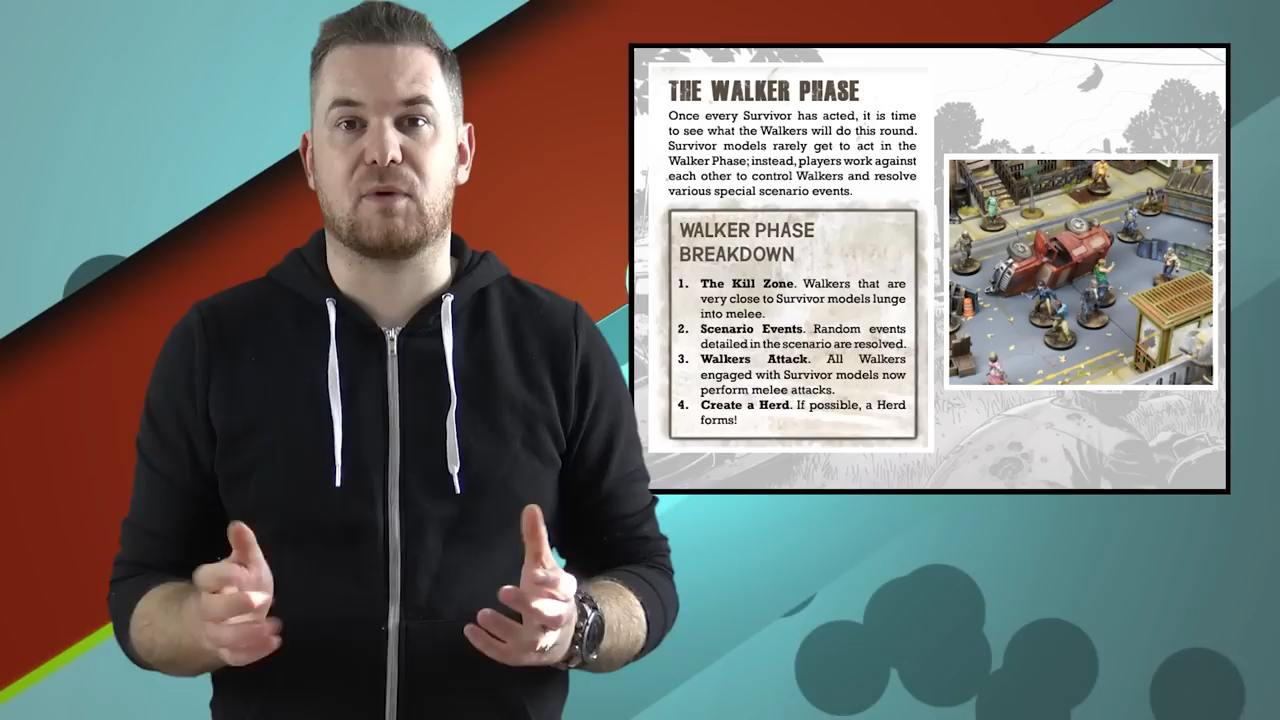 THE WALKER PHASE
Once every Survivor has acted, it is time
to see what the Walkers will do this round.
Survivor models rarely get to act in the
Walker Phase; instead, players work against
each other to control Walkers and resolve
various special scenario events.
WALKER PHASE
BREAKDOWN
1. The Kill Zone. Walkers that are
very close to Survivor models lunge
into melee.
2. Scenario Events. Random events
detailed in the scenario are resolved.
3. Walkers Attack. All Walkers
engaged with Survivor models now
perform melee attacks.
4. Create a Herd. If possible, a Herd
forms!